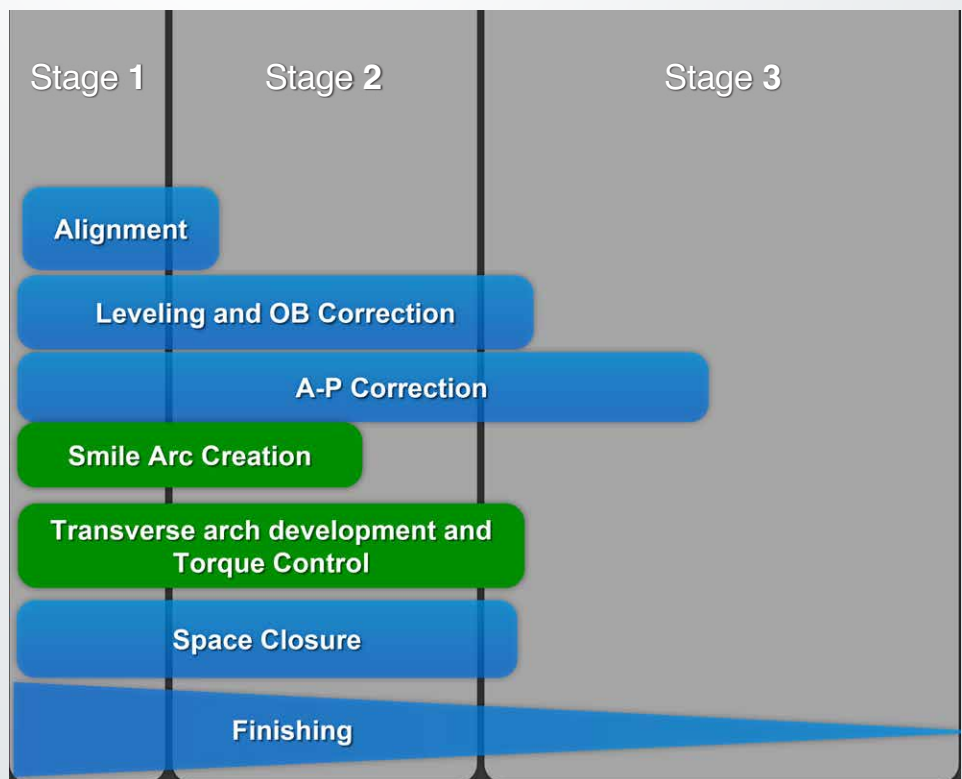 Stage 1
Stage 2
Stage 3
Alignment
Leveling and OB Correction
A-P Correction
Smile Arc Creation
Transverse arch development and
Torque Control
Space Closure
Finishing